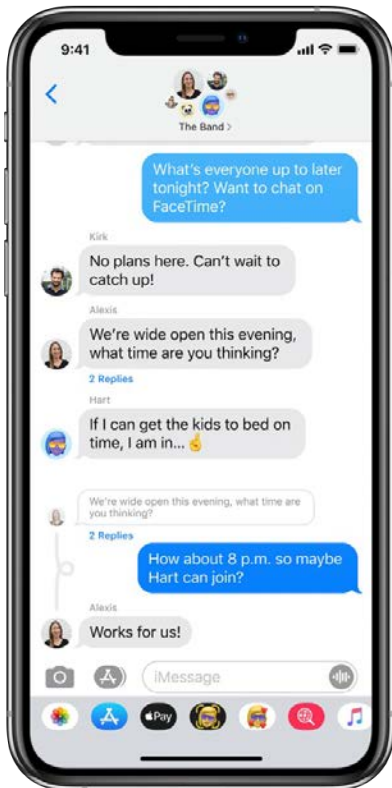 9:41
The Band >
What's everyone up to later
tonight? Want to chat on
FaceTime?
Kirk
No plans here. Can't wait to
catch up!
Alexis
We're wide open this evening,
what time are you thinking?
2 Replies
Hart
If I can get the kids to bed on
time, I am in... 🤞
We're wide open this evening, what time are
you thinking?
2 Replies
How about 8 p.m. so maybe
Hart can join?
Alexis
Works for us!
iMessage
Pay